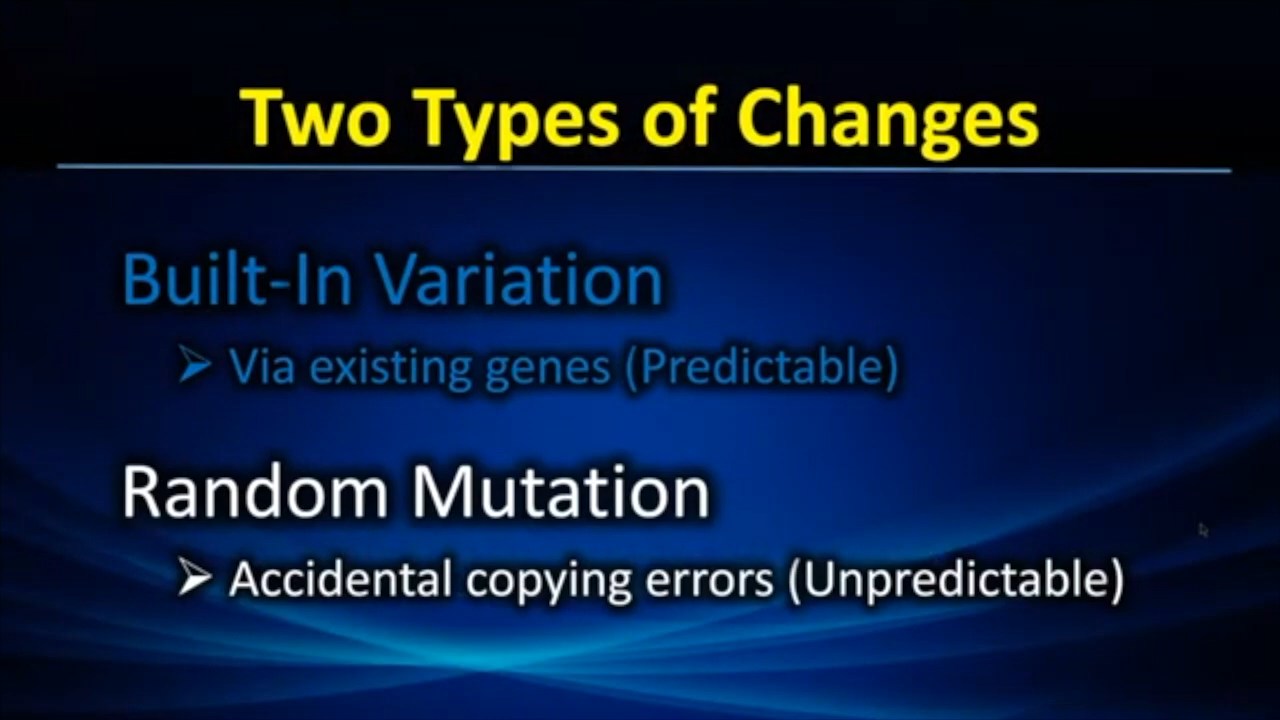 Two Types of Changes
Built-In Variation
➢ Via existing genes (Predictable)
Random Mutation
➢ Accidental copying errors (Unpredictable)